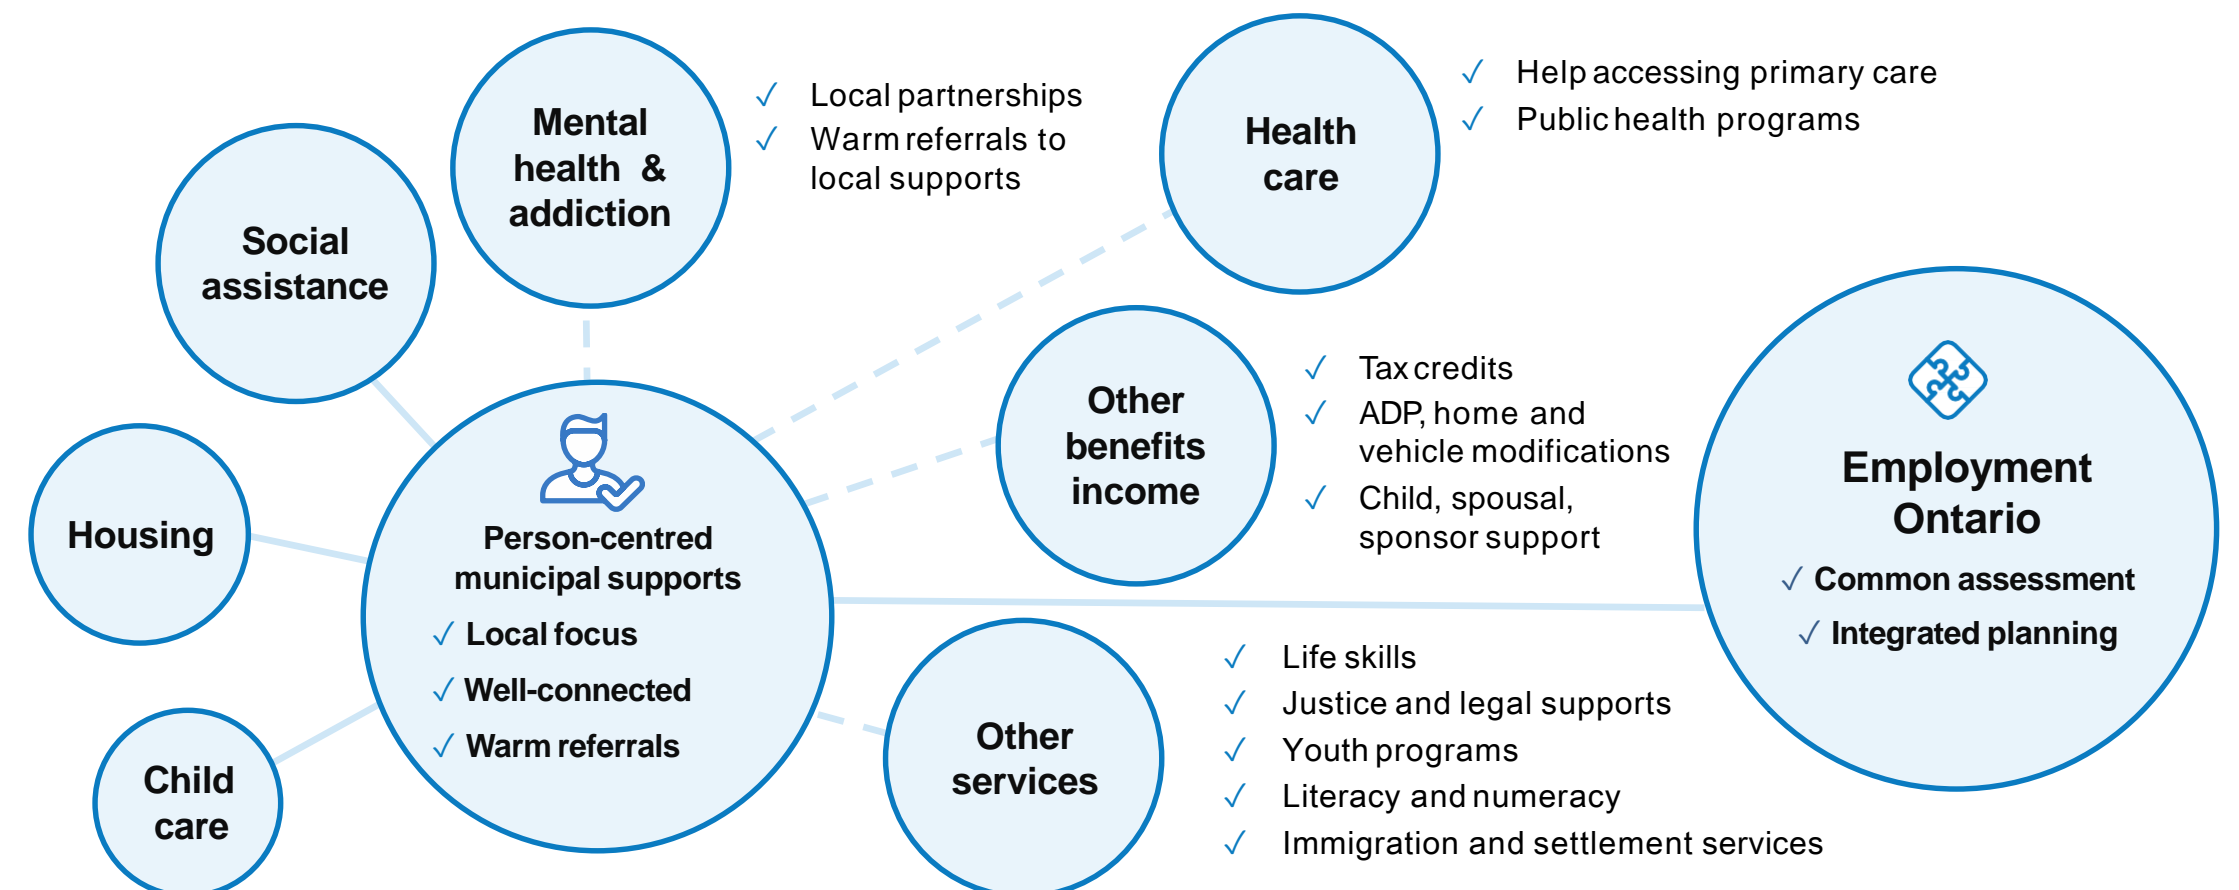 Mental
health & 
addiction
✓ Local partnerships
✓ Warm referrals to
local supports
Health
care
✓ Help accessing primary care
✓ Public health programs
Social
assistance
Other
benefits
income
✓ Tax credits
✓ ADP, home and
vehicle modifications
✓ Child, spousal,
sponsor support
Employment
Ontario
✓ Common assessment
✓ Integrated planning
Housing
Person-centred
municipal supports
✓ Local focus
✓ Well-connected
✓ Warm referrals
Child
care
Other
services
✓ Life skills
✓ Justice and legal supports
✓ Youth programs
✓ Literacy and numeracy
✓ Immigration and settlement services